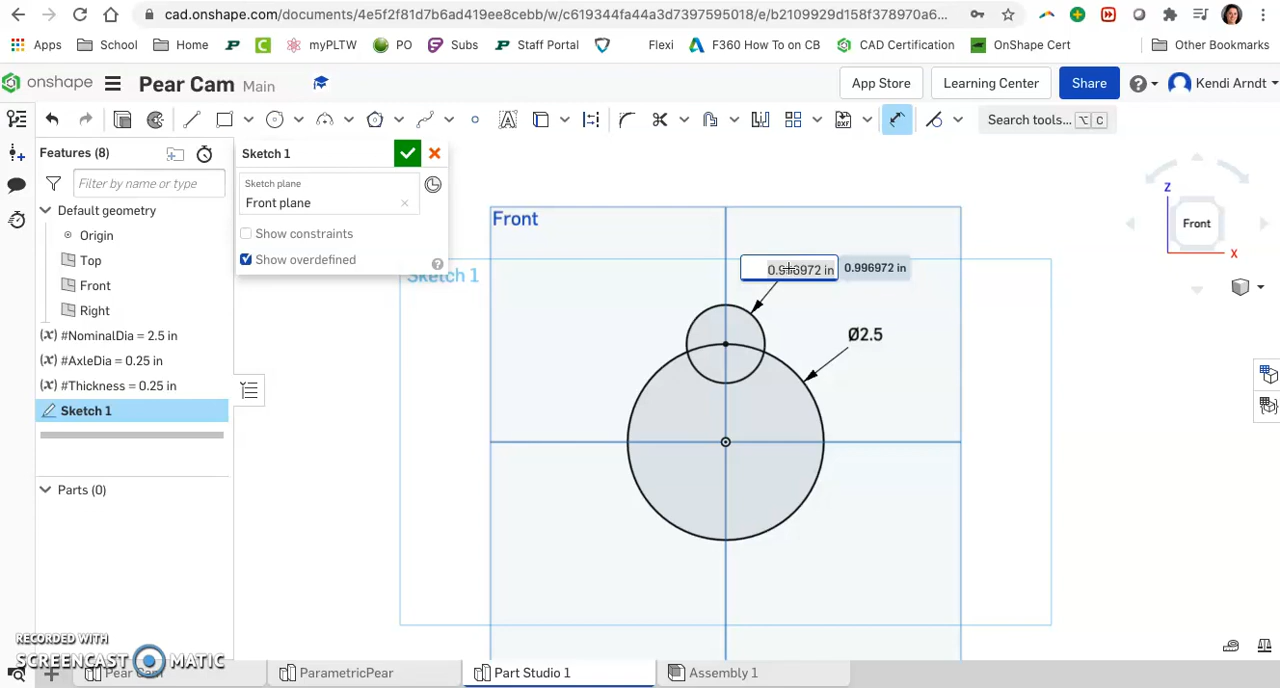 cad.onshape.com/documents/4e5f2f81d7b6ad419ee8cebb/w/c619344fa44a3d7397595018/e/b2109929d158f378970a6...
Apps School Home myPLTW PO Subs Staff Portal Flexi F360 How To on CB CAD Certification OnShape Cert Other Bookmarks
onshape Pear Cam Main App Store Learning Center Share Kendi Arndt
Search tools... C
Features (8)
Filter by name or type
Default geometry
Origin
Top
Front
Right
(x) #NominalDia = 2.5 in
(x) #AxleDia = 0.25 in
(x) #Thickness = 0.25 in
Sketch 1
Parts (0)
Sketch 1
Sketch plane
Front plane
Show constraints
Show overdefined
Sketch 1
Front
0.996972 in
Ø2.5
Z
Front
X
RECORDED WITH
SCREENCAST MATIC
ParametricPear Part Studio 1 Assembly 1